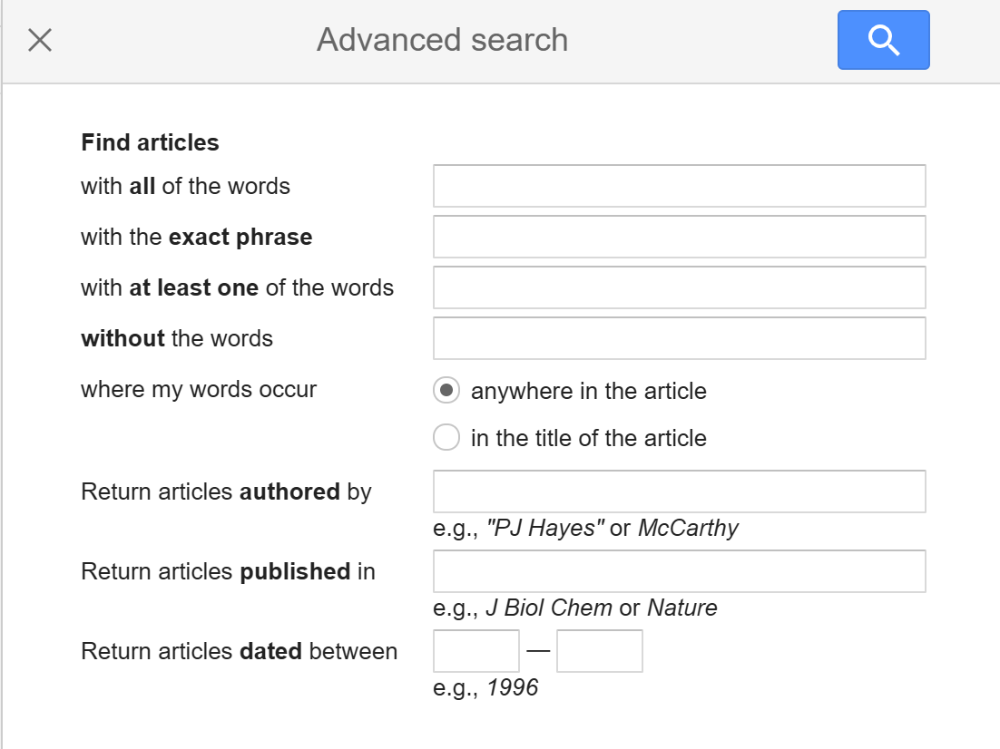 Advanced search
Find articles
with all of the words
with the exact phrase
with at least one of the words
without the words
where my words occur
anywhere in the article
in the title of the article
Return articles authored by
e.g., "PJ Hayes" or McCarthy
Return articles published in
e.g., J Biol Chem or Nature
Return articles dated between
—
e.g., 1996